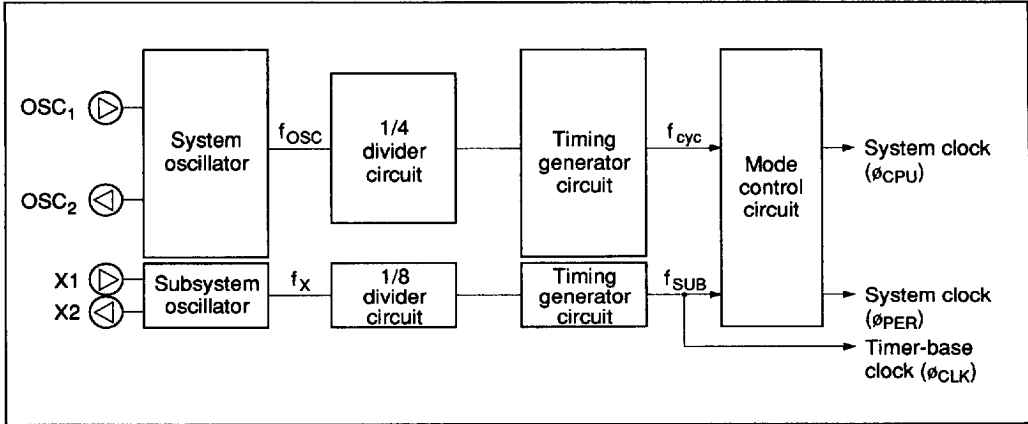 OSC1
OSC2
System
oscillator
fOSC
1/4
divider
circuit
Timing
generator
circuit
fcyc
Mode
control
circuit
System clock
(øCPU)
X1
X2
Subsystem
oscillator
fX
1/8
divider
circuit
Timing
generator
circuit
fSUB
System clock
(øPER)
Timer-base
clock (øCLK)